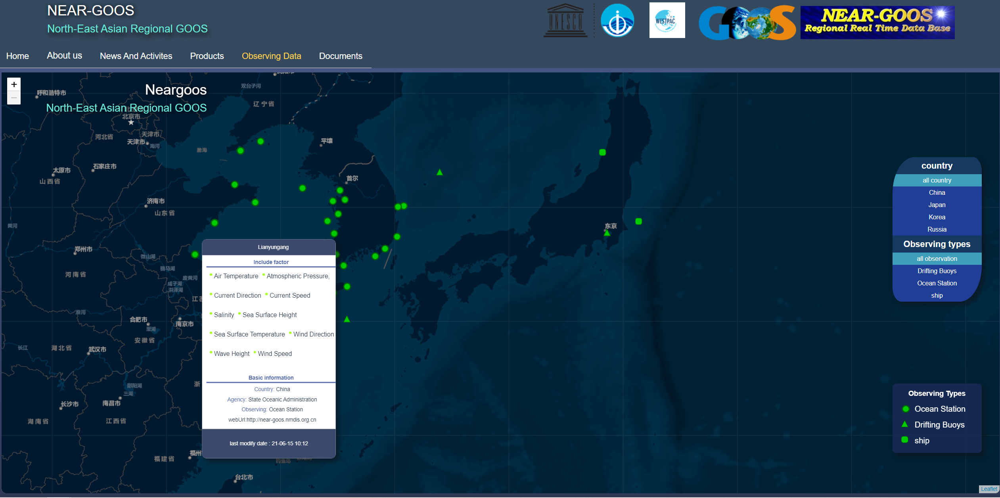 NEAR-GOOS
North-East Asian Regional GOOS
UNESCO
WESTPAC
GOOS
NEAR-GOOS
Regional Real Time Data Base
Home
About us
News And Activites
Products
Observing Data
Documents
+
−
Neargoos
North-East Asian Regional GOOS
呼和浩特市
双台子河
辽宁省
北京市
天津市
天津市
河北省
海河
渤海
平壤
石家庄市
太原市
山西省
首尔
济南市
山东省
黄河
东京
郑州市
微山湖
骆马湖
河南省
废黄河
成子湖
洪泽湖
淮河
合肥市
巢湖
南京市
安徽省
长江
湖北省
武汉市
浙
鄱阳湖
三湖
长沙市
南昌市
湖南省
江西省
福建省
福州
钓鱼岛
台北市
Lianyungang
Include factor
Air Temperature Atmospheric Pressure,
Current Direction Current Speed
Salinity Sea Surface Height
Sea Surface Temperature Wind Direction
Wave Height Wind Speed
Basic information
Country: China
Agency: State Oceanic Administration
Observing: Ocean Station
webUrl:http://near-goos.nmdis.org.cn
last modify date : 21-06-15 10:12
country
all country
China
Japan
Korea
Russia
Observing types
all observation
Drifting Buoys
Ocean Station
ship
Observing Types
Ocean Station
Drifting Buoys
ship
Leaflet